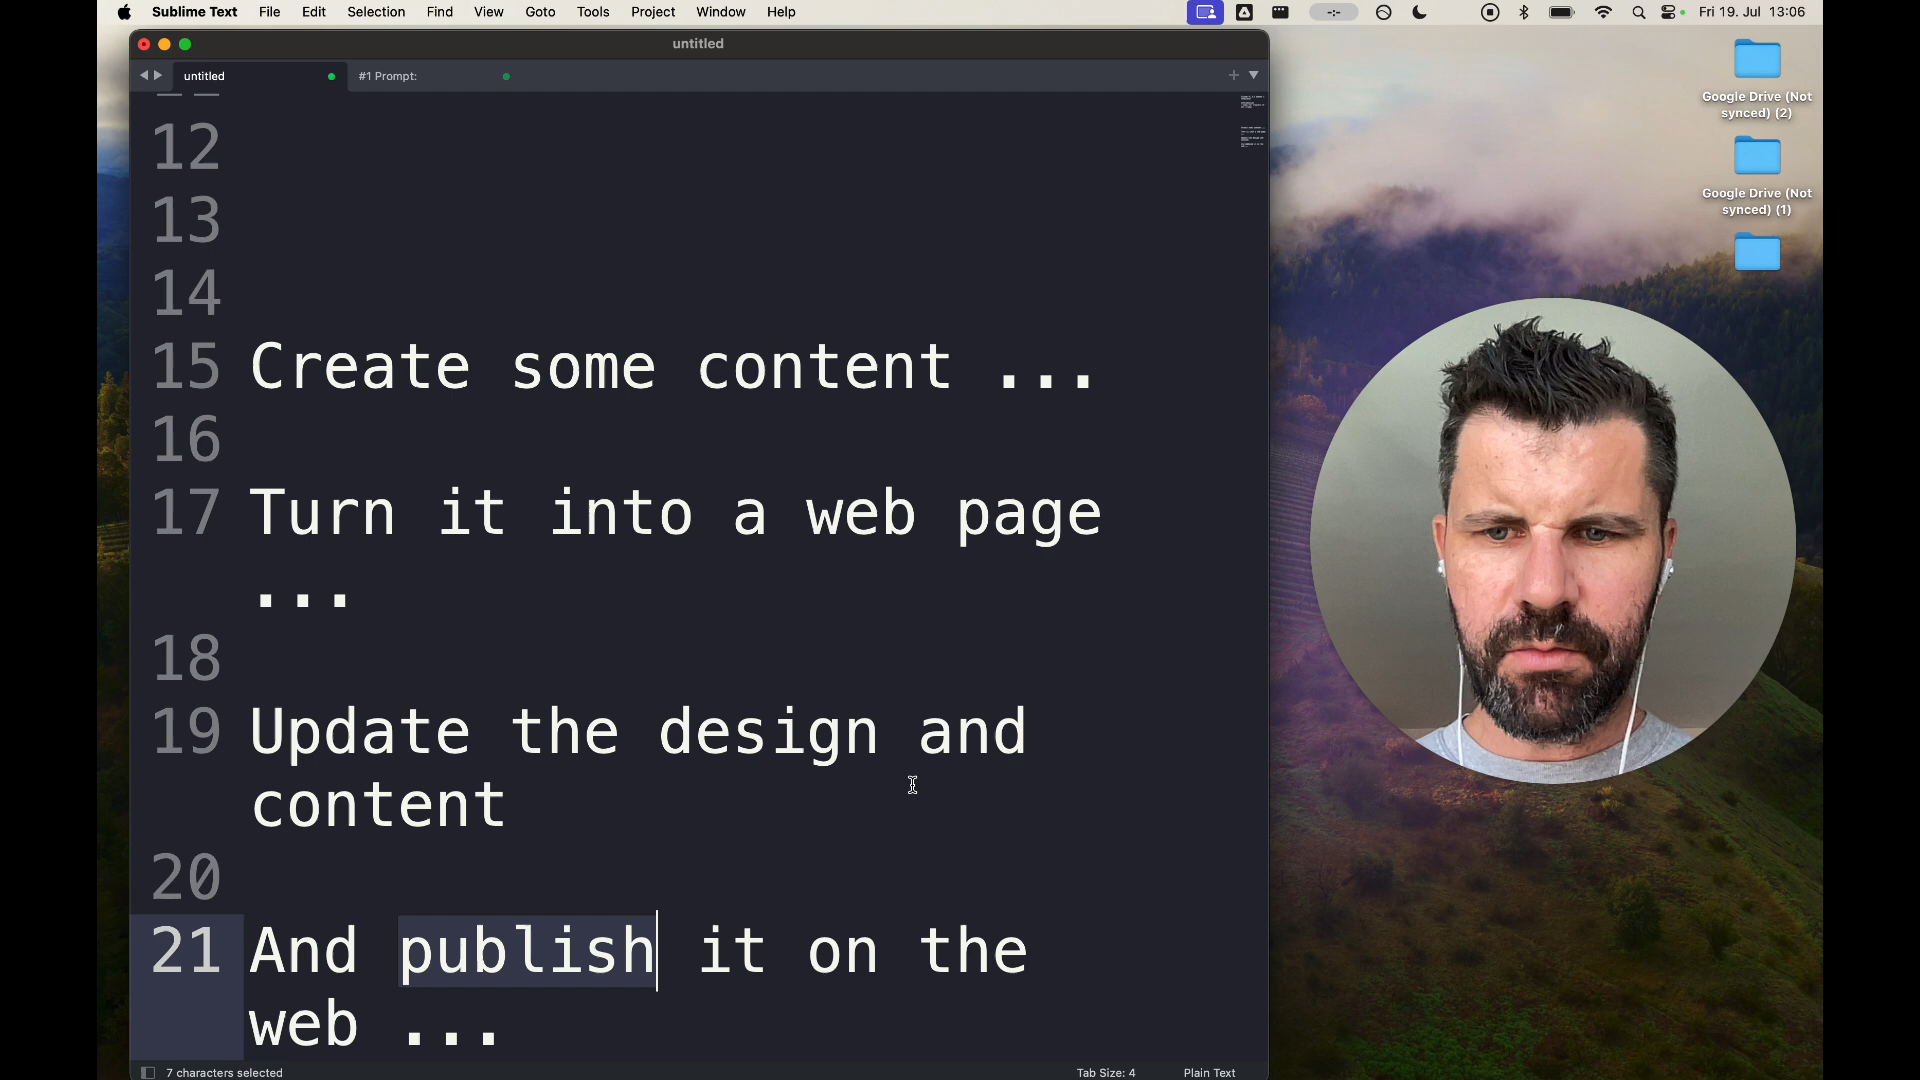 Sublime Text File Edit Selection Find View Goto Tools Project Window Help Fri 19. Jul 13:06
untitled
untitled #1 Prompt:
12
13
14
15 Create some content ...
16
17 Turn it into a web page
...
18
19 Update the design and
content
20
21 And publish it on the
web ...
7 characters selected Tab Size: 4 Plain Text
Google Drive (Not
synced) (2)
Google Drive (Not
synced) (1)